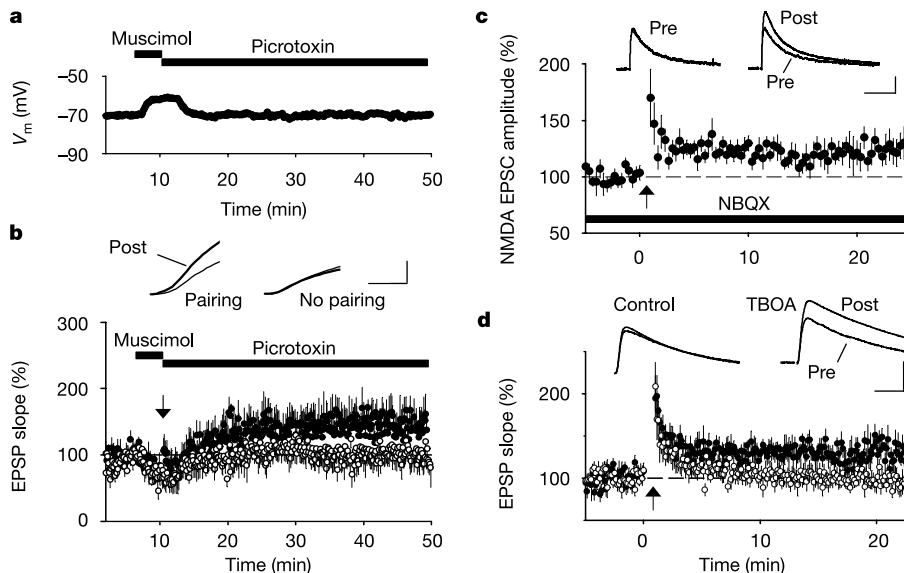 a
Muscimol
Picrotoxin
−50
−70
−90
Vm (mV)
10 20 30 40 50
Time (min)
b
Post
Pairing
No pairing
300
200
100
0
EPSP slope (%)
Muscimol
Picrotoxin
10 20 30 40 50
Time (min)
c
Pre
Post
Pre
200
150
100
50
NMDA EPSC amplitude (%)
NBQX
0 10 20
d
Control
TBOA
Post
Pre
200
100
EPSP slope (%)
0 10 20
Time (min)